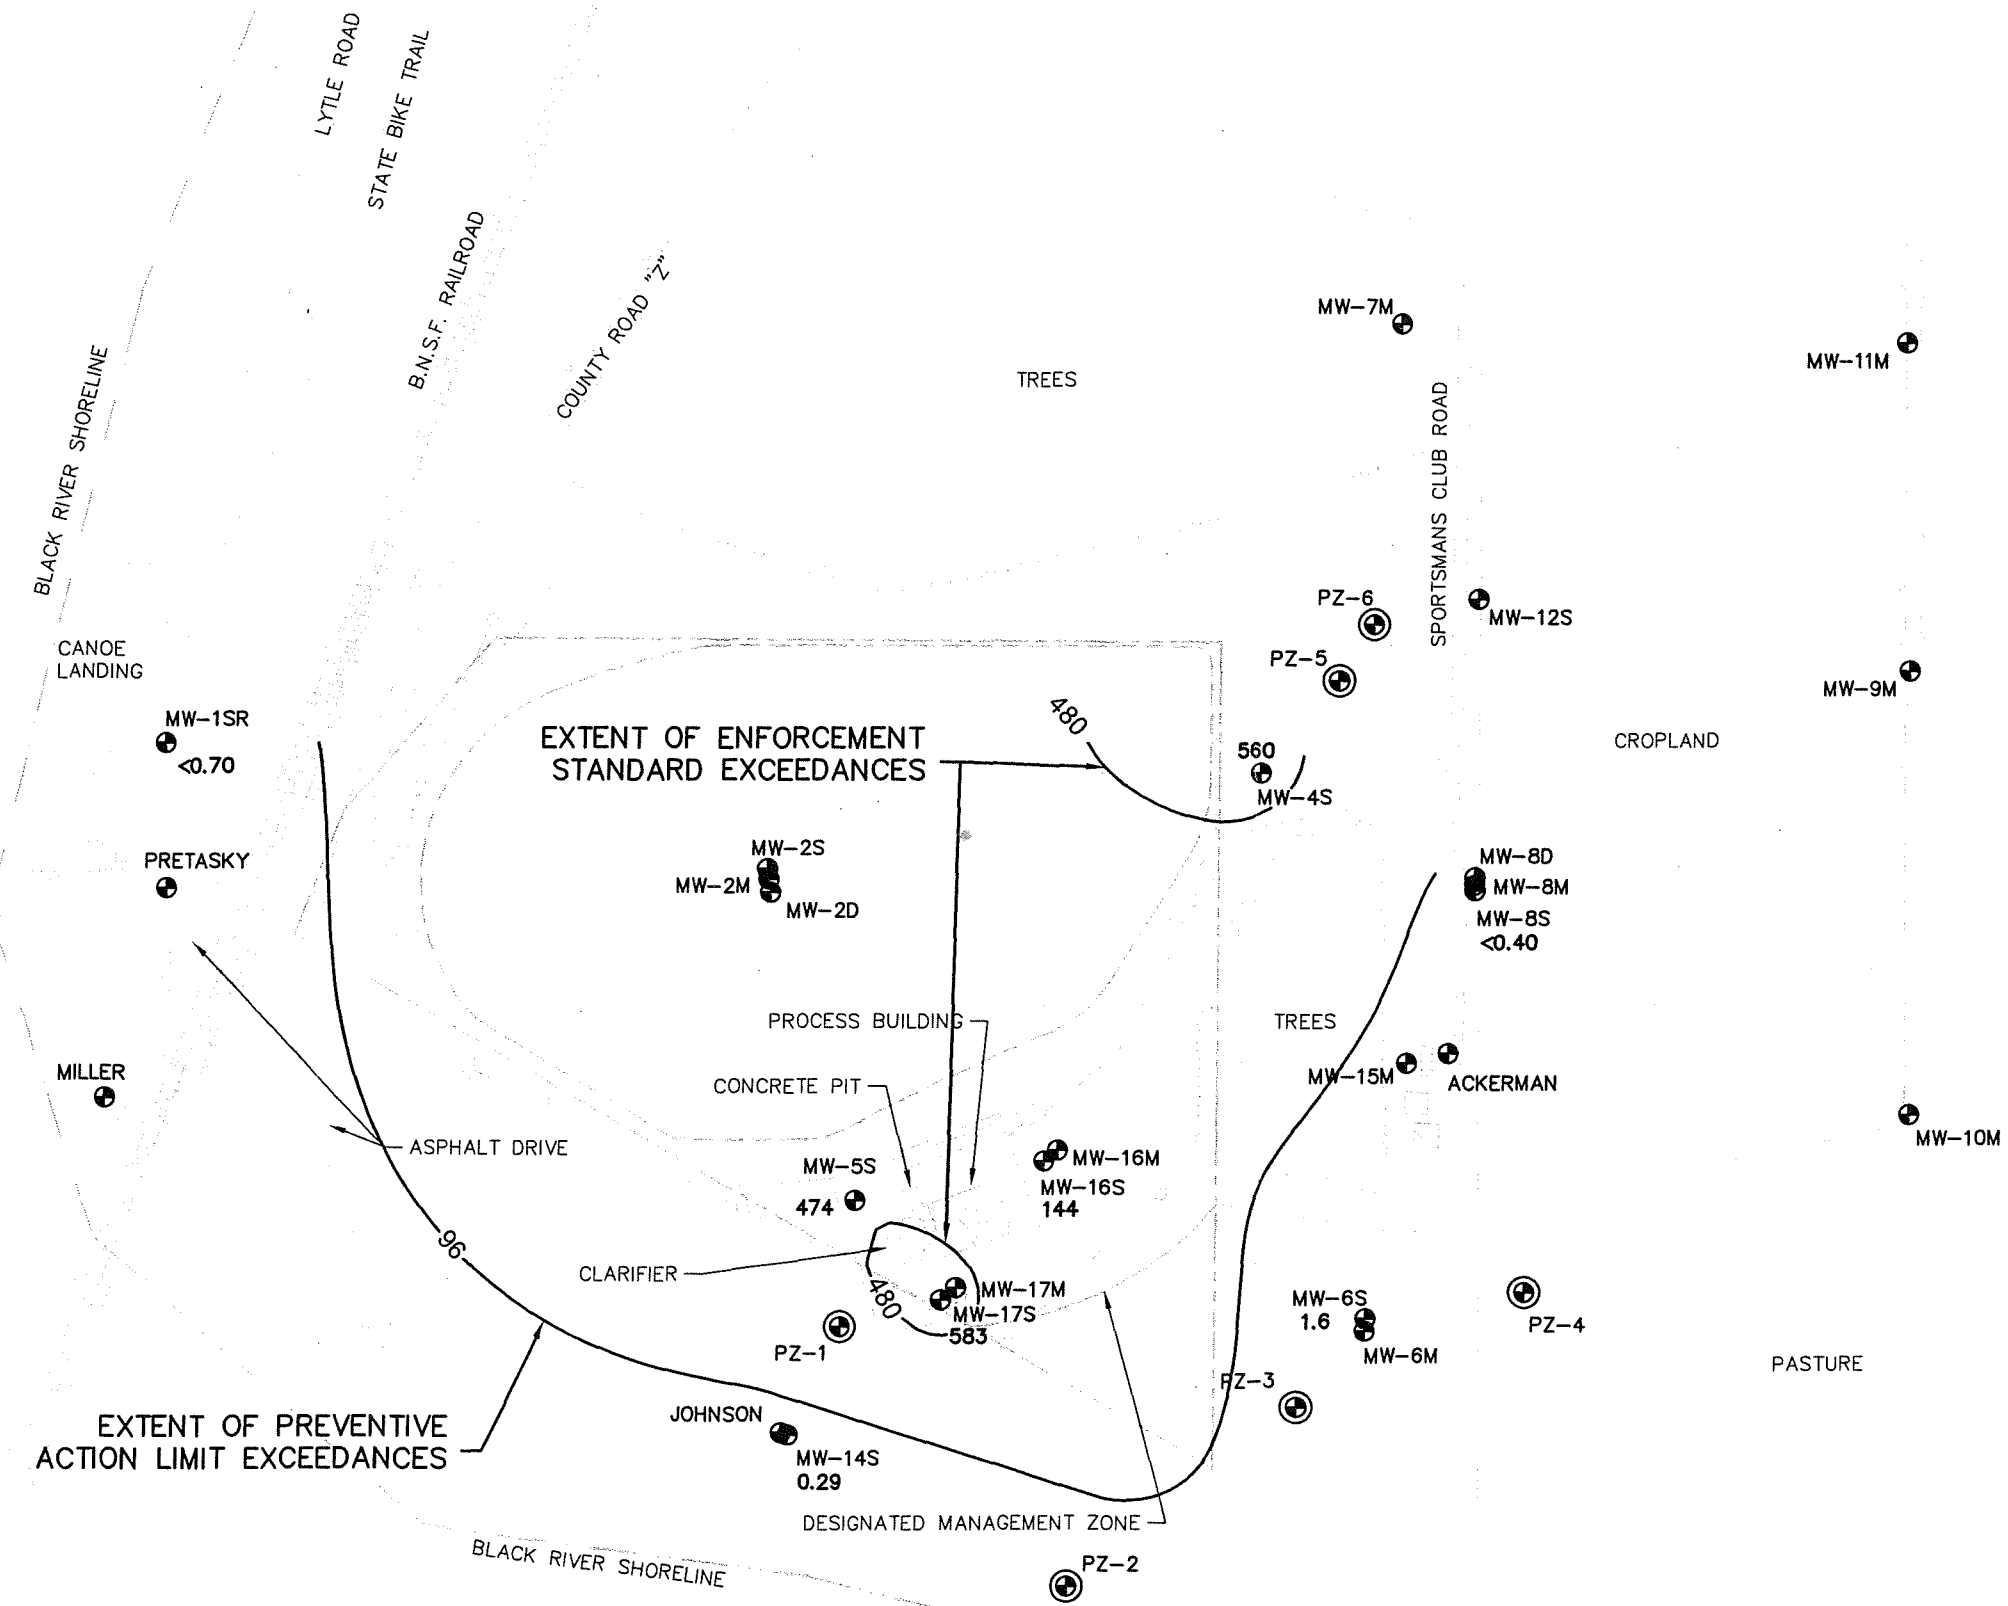 LYTLE ROAD
STATE BIKE TRAIL
B.N.S.F. RAILROAD
COUNTY ROAD "Z"
BLACK RIVER SHORELINE
TREES
MW-7M
MW-11M
SPORTSMANS CLUB ROAD
PZ-6
MW-12S
PZ-5
MW-9M
CANOE
LANDING
MW-1SR
<0.70
EXTENT OF ENFORCEMENT
STANDARD EXCEEDANCES
480
560
MW-4S
CROPLAND
PRETASKY
MW-2S
MW-2M
MW-2D
MW-8D
MW-8M
MW-8S
<0.40
PROCESS BUILDING
TREES
MILLER
CONCRETE PIT
MW-15M
ACKERMAN
MW-10M
ASPHALT DRIVE
MW-5S
474
MW-16M
MW-16S
144
96
CLARIFIER
480
MW-17M
MW-17S
583
MW-6S
1.6
MW-6M
PZ-4
PZ-1
PZ-3
PASTURE
EXTENT OF PREVENTIVE
ACTION LIMIT EXCEEDANCES
JOHNSON
MW-14S
0.29
DESIGNATED MANAGEMENT ZONE
BLACK RIVER SHORELINE
PZ-2